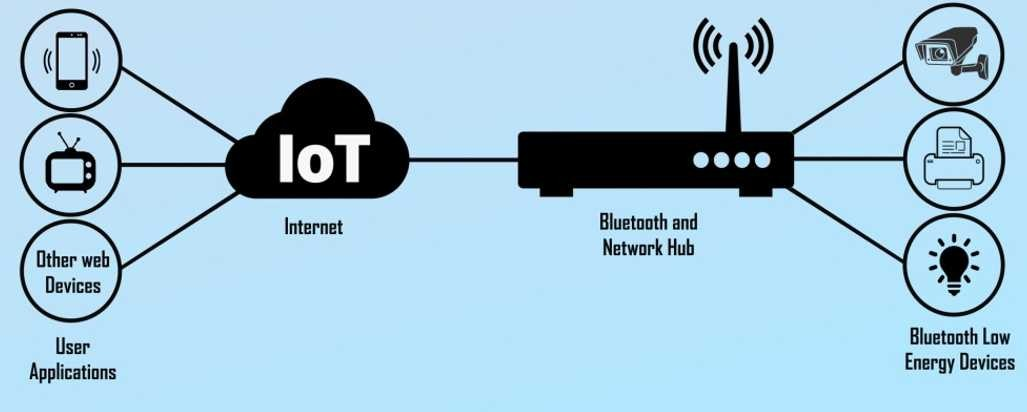 IoT
Internet
Other web
Devices
User
Applications
Bluetooth and
Network Hub
Bluetooth Low
Energy Devices